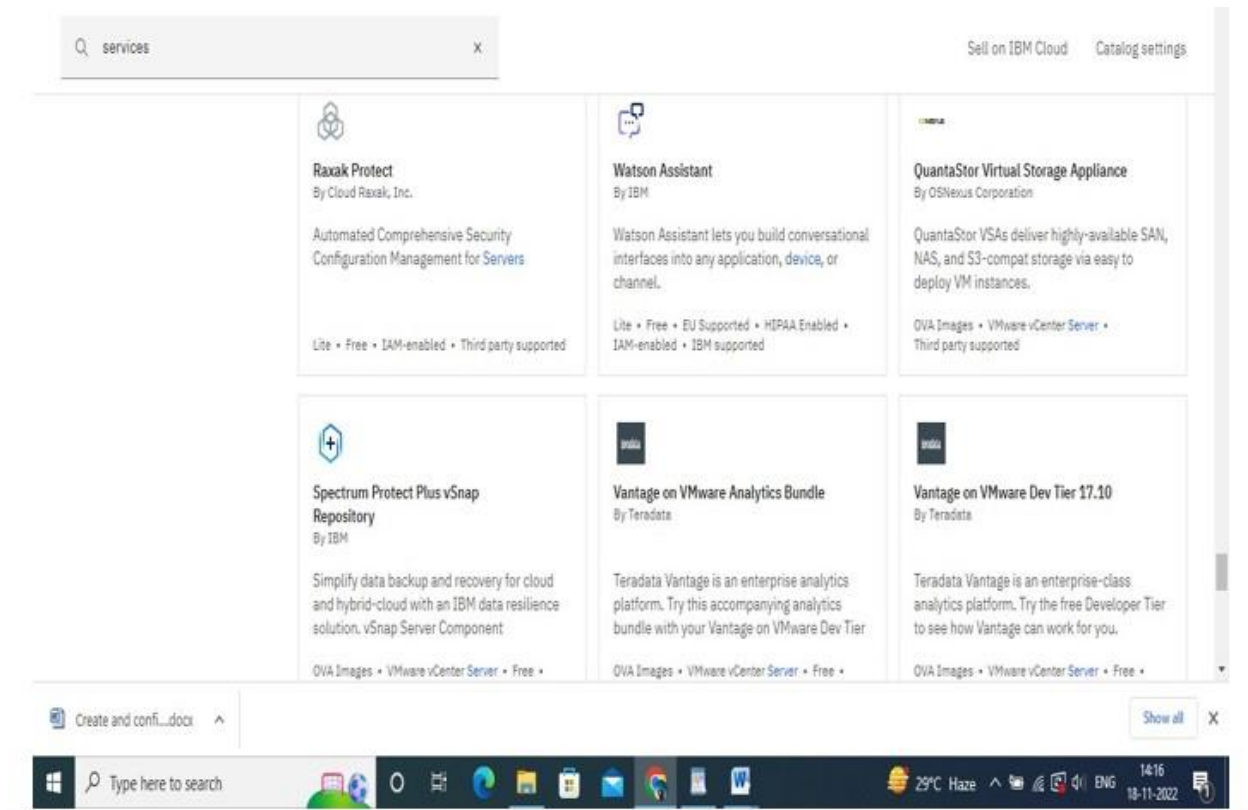 services x
Sell on IBM Cloud Catalog settings
Raxak Protect
By Cloud Raxak, Inc.
Automated Comprehensive Security
Configuration Management for Servers
Lite • Free • IAM-enabled • Third party supported
Watson Assistant
By IBM
Watson Assistant lets you build conversational
interfaces into any application, device, or
channel.
Lite • Free • EU Supported • HIPAA Enabled •
IAM-enabled • IBM supported
QuantaStor Virtual Storage Appliance
By OSNexus Corporation
QuantaStor VSAs deliver highly-available SAN,
NAS, and S3-compat storage via easy to
deploy VM instances.
OVA Images • VMware vCenter Server •
Third party supported
Spectrum Protect Plus vSnap
Repository
By IBM
Simplify data backup and recovery for cloud
and hybrid-cloud with an IBM data resilience
solution. vSnap Server Component
OVA Images • VMware vCenter Server • Free •
teradata
Vantage on VMware Analytics Bundle
By Teradata
Teradata Vantage is an enterprise analytics
platform. Try this accompanying analytics
bundle with your Vantage on VMware Dev Tier
OVA Images • VMware vCenter Server • Free •
teradata
Vantage on VMware Dev Tier 17.10
By Teradata
Teradata Vantage is an enterprise-class
analytics platform. Try the free Developer Tier
to see how Vantage can work for you.
OVA Images • VMware vCenter Server • Free •
Create and confi....docx
Show all X
Type here to search
29°C Haze
ENG
14:16
18-11-2022